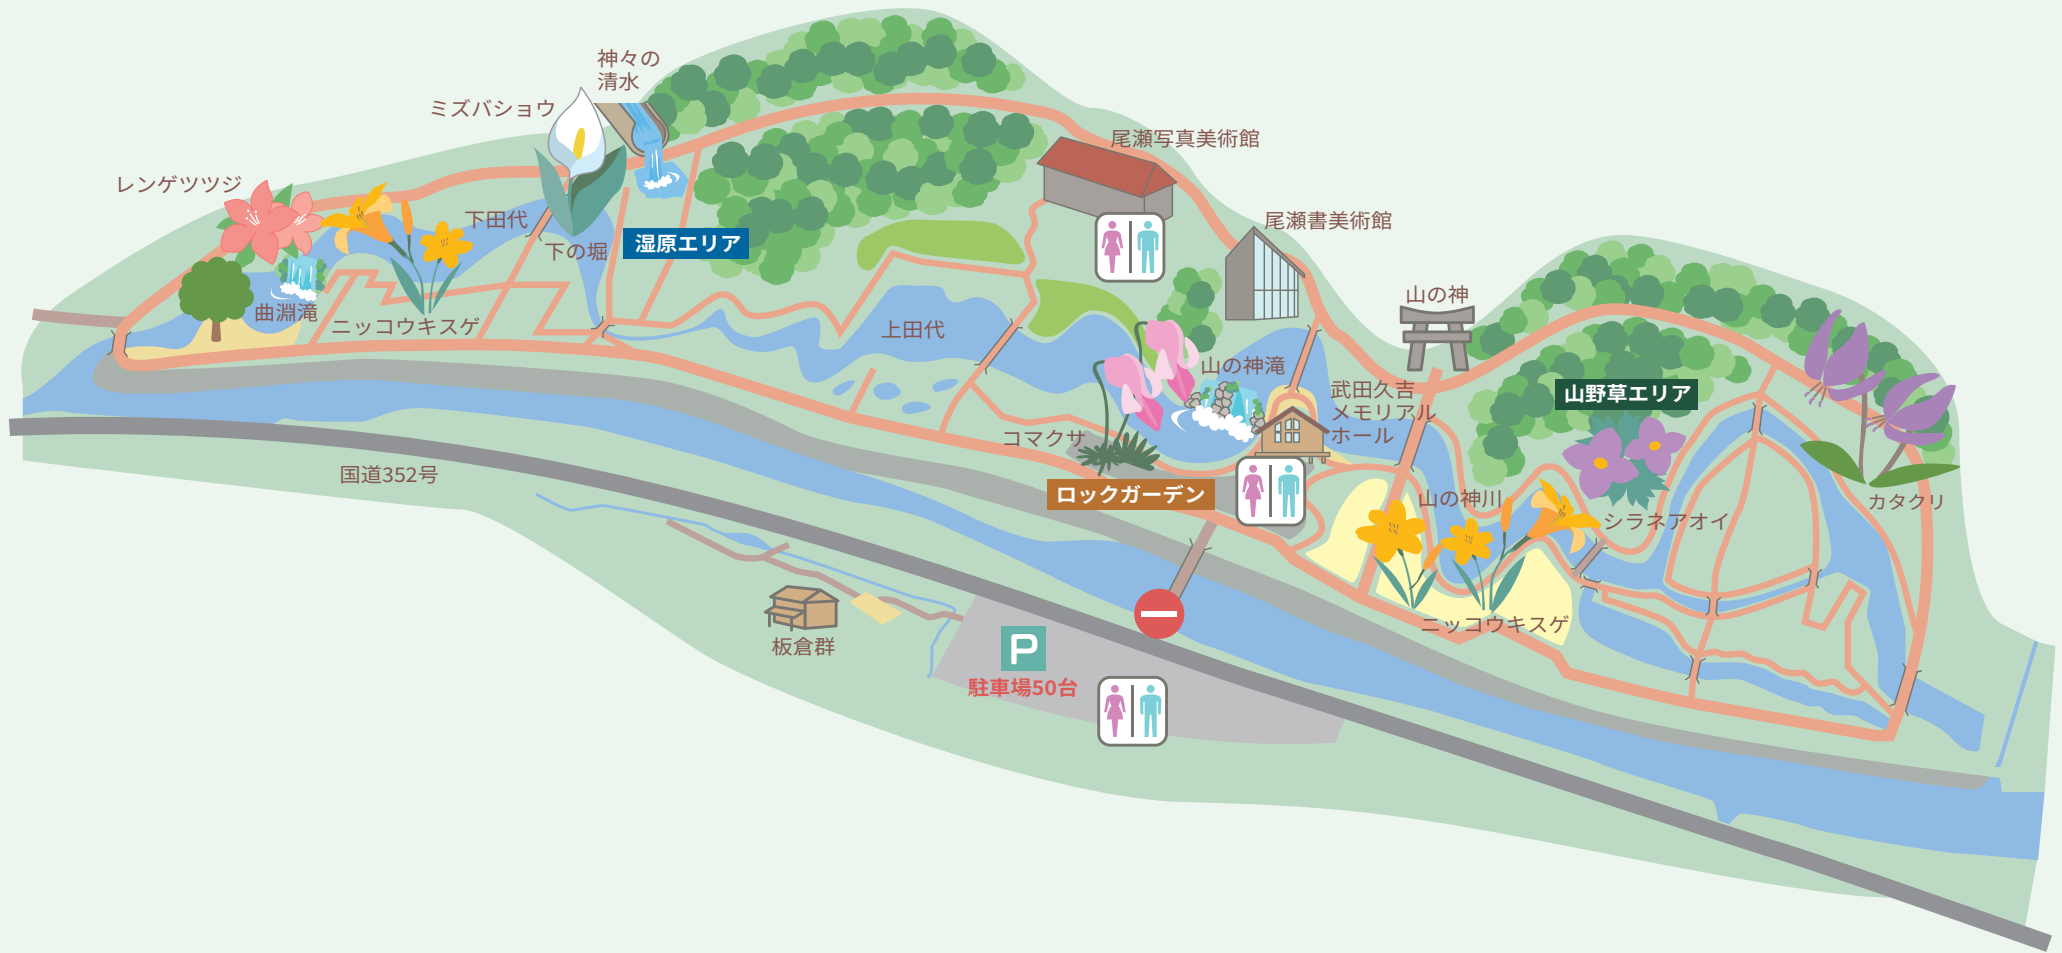 神々の
清水
ミズバショウ
尾瀬写真美術館
レンゲツツジ
下田代
尾瀬書美術館
湿原エリア
下の堀
山の神
曲淵滝
ニッコウキスゲ
上田代
山の神滝
武田久吉
メモリアル
ホール
山野草エリア
コマクサ
国道352号
ロックガーデン
山の神川
シラネアオイ
カタクリ
ニッコウキスゲ
板倉群
P
駐車場50台